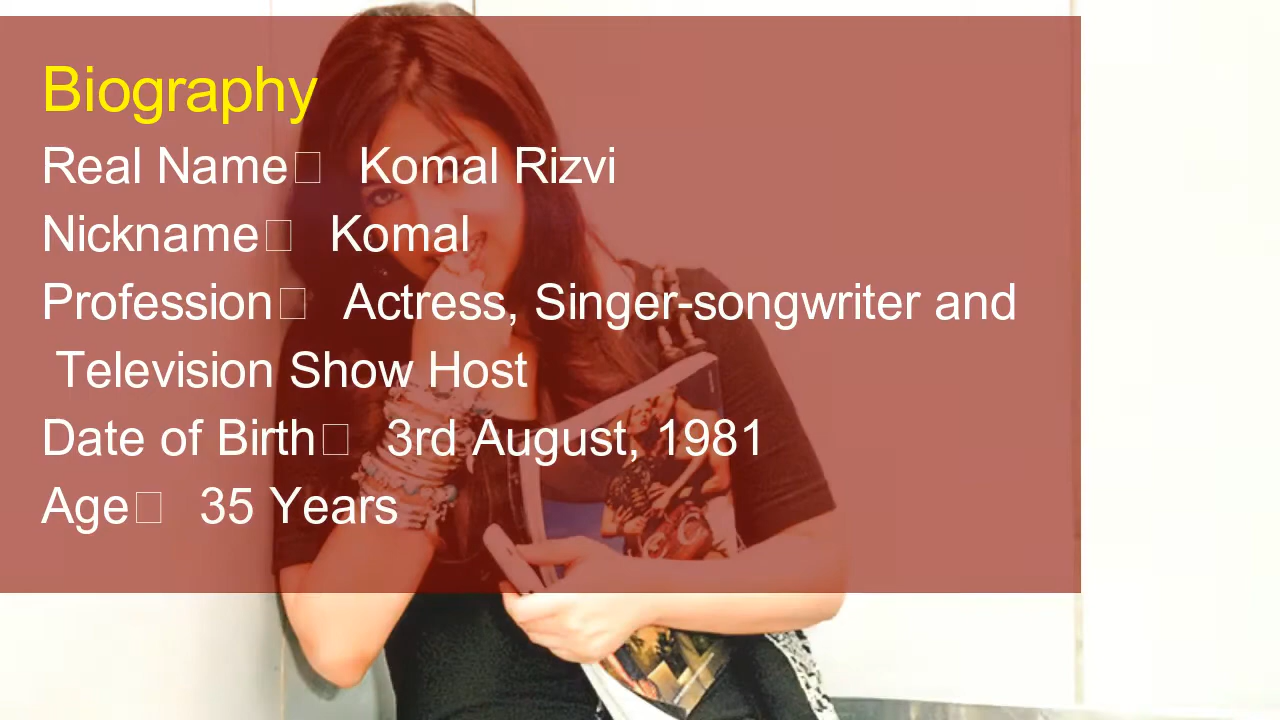 Biography
Real Name□ Komal Rizvi
Nickname□ Komal
Profession□ Actress, Singer-songwriter and
Television Show Host
Date of Birth□ 3rd August, 1981
Age□ 35 Years